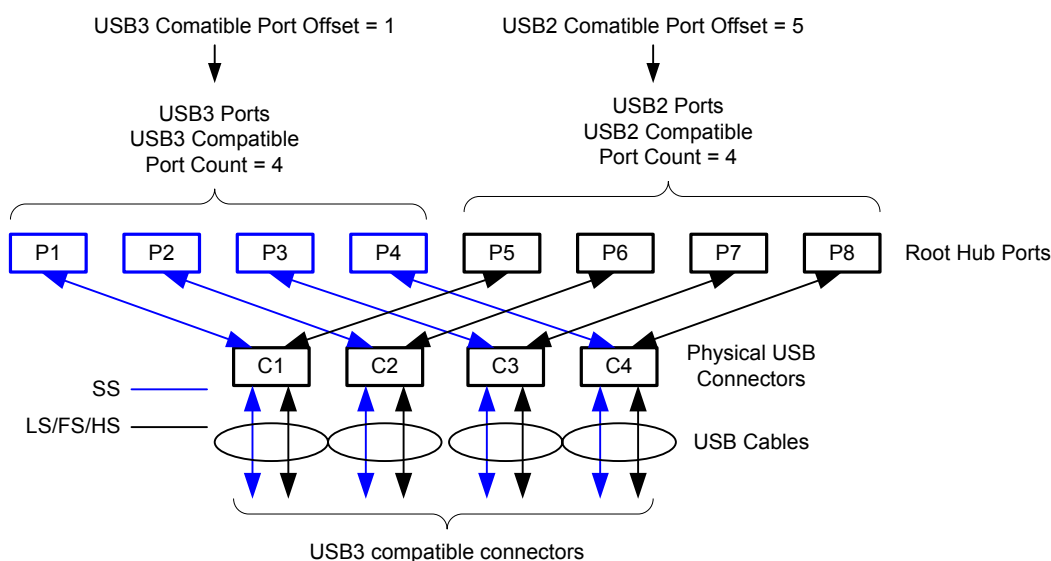 USB3 Comatible Port Offset = 1
USB2 Comatible Port Offset = 5
USB3 Ports
USB3 Compatible
Port Count = 4
USB2 Ports
USB2 Compatible
Port Count = 4
P1
P2
P3
P4
P5
P6
P7
P8
Root Hub Ports
C1
C2
C3
C4
Physical USB
Connectors
SS
LS/FS/HS
USB Cables
USB3 compatible connectors